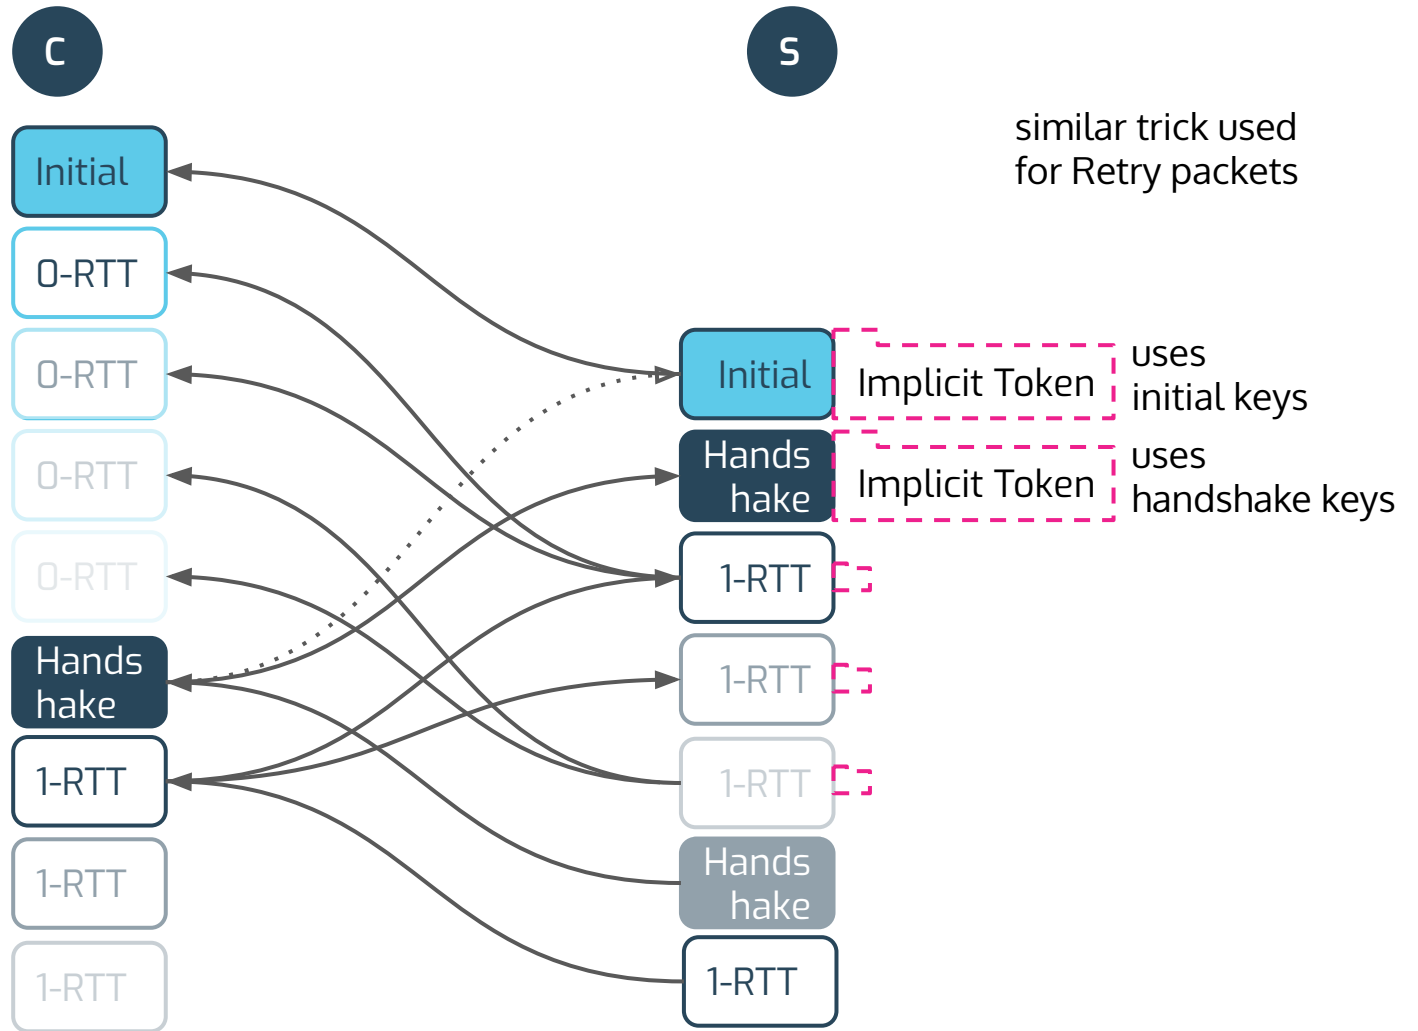 C
S
similar trick used
for Retry packets
Initial
0-RTT
0-RTT
0-RTT
0-RTT
Hands
hake
1-RTT
1-RTT
1-RTT
Initial
Implicit Token
uses
initial keys
Hands
hake
Implicit Token
uses
handshake keys
1-RTT
1-RTT
1-RTT
Hands
hake
1-RTT